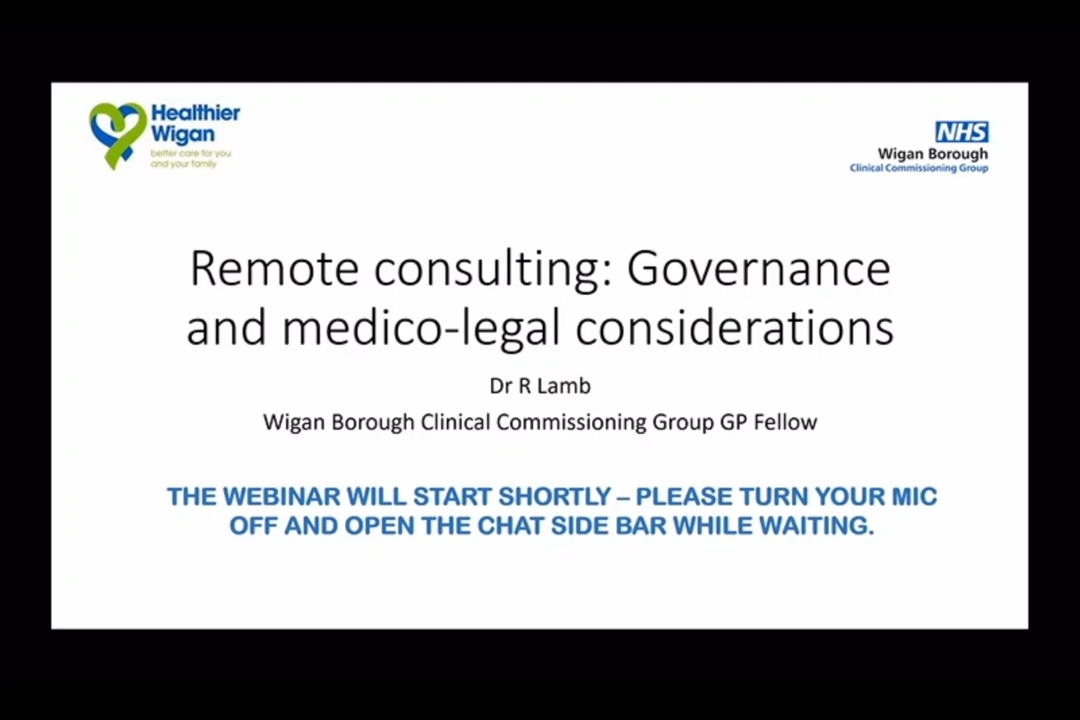 Healthier
Wigan
better care for you
and your family
NHS
Wigan Borough
Clinical Commissioning Group
Remote consulting: Governance
and medico-legal considerations
Dr R Lamb
Wigan Borough Clinical Commissioning Group GP Fellow
THE WEBINAR WILL START SHORTLY – PLEASE TURN YOUR MIC
OFF AND OPEN THE CHAT SIDE BAR WHILE WAITING.